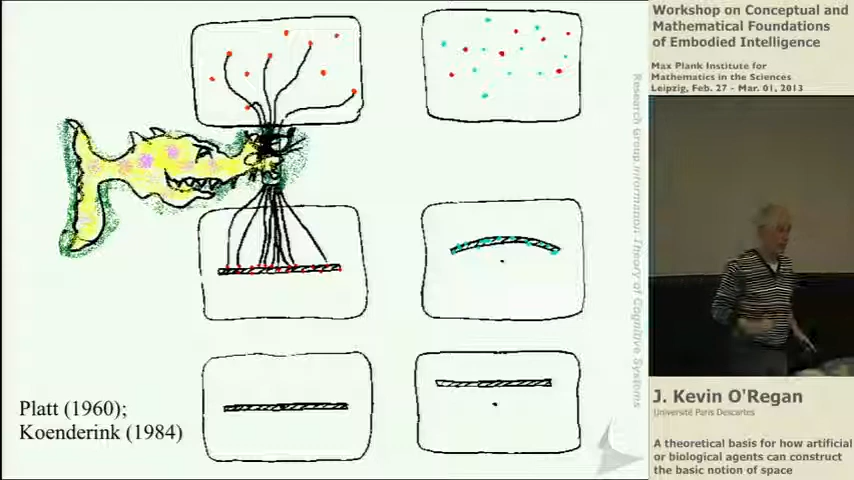 Workshop on Conceptual and
Mathematical Foundations
of Embodied Intelligence
Max Plank Institute for
Mathematics in the Sciences
Leipzig, Feb. 27 - Mar. 01, 2013
Research Group Information Theory of Cognitive Systems
Platt (1960);
Koenderink (1984)
J. Kevin O'Regan
Université Paris Descartes
A theoretical basis for how artificial
or biological agents can construct
the basic notion of space